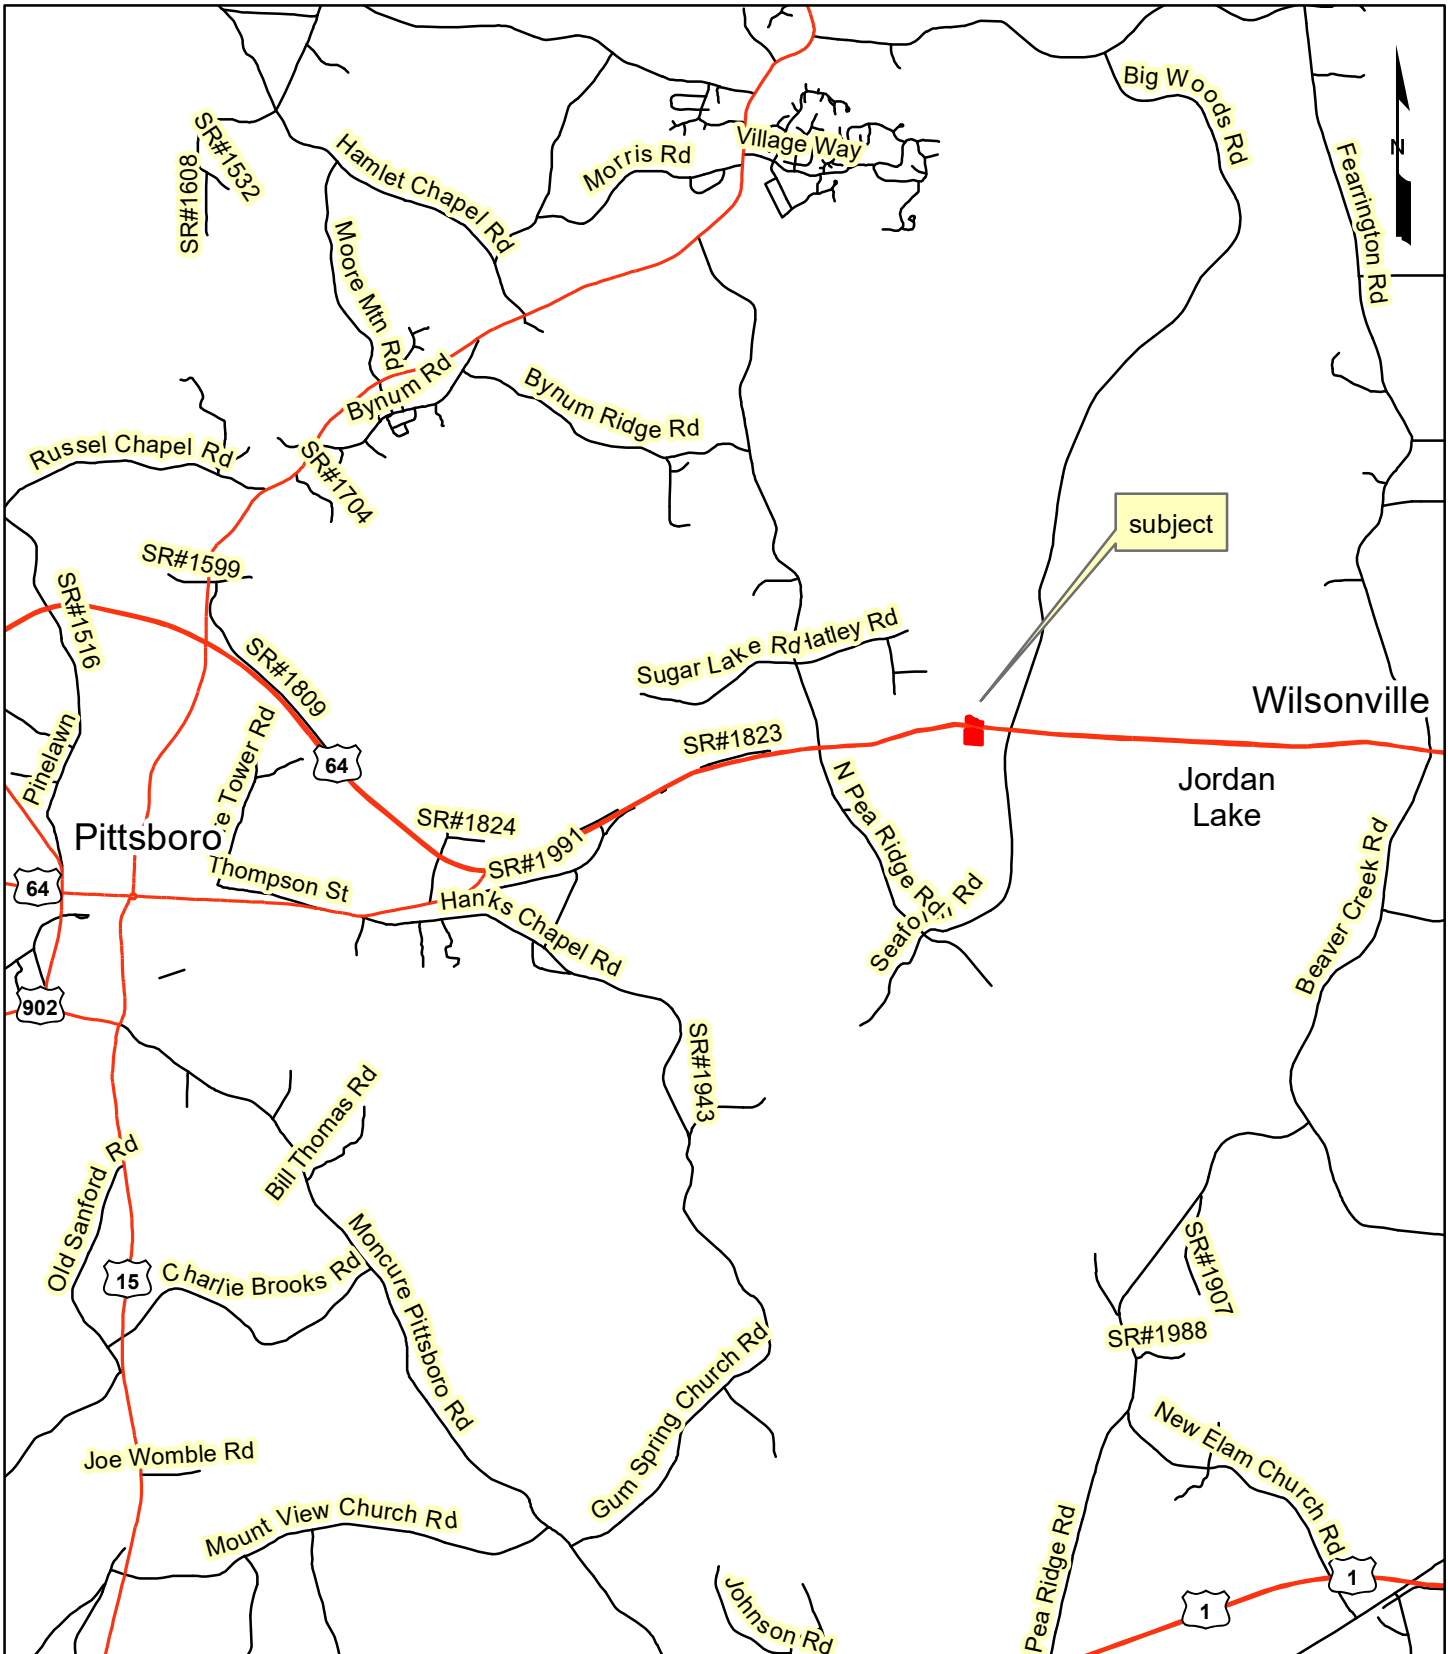 Big Woods Rd
Village Way
SR#1532
Hamlet Chapel Rd
Morris Rd
N
Fearrington Rd
SR#1608
Moore Mtn Rd
Bynum Rd
Bynum Ridge Rd
Russel Chapel Rd
SR#1704
subject
SR#1599
SR#1516
Sugar Lake Rd
Hatley Rd
SR#1809
Wilsonville
Pinelawn
Tower Rd
64
SR#1823
Jordan
Lake
N Pea Ridge Rd
Pittsboro
SR#1824
SR#1991
Beaver Creek Rd
64
Thompson St
Hanks Chapel Rd
Rd
902
SR#1943
Bill Thomas Rd
Old Sanford Rd
15
Charlie Brooks Rd
Moncure Pittsboro Rd
SR#1907
SR#1988
Gum Spring Church Rd
New Elam Church Rd
Joe Womble Rd
Mount View Church Rd
Pea Ridge Rd
Johnson Rd
1
1